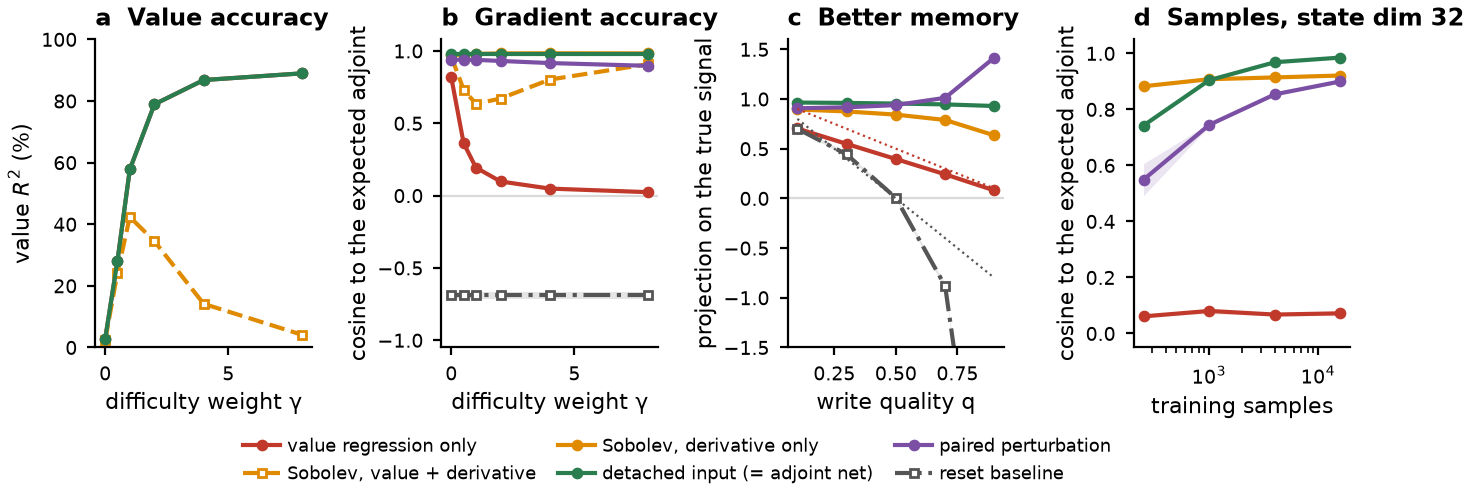 a Value accuracy
b Gradient accuracy
c Better memory
d Samples, state dim 32
value R² (%)
100
80
60
40
20
0
0
5
difficulty weight γ
cosine to the expected adjoint
1.0
0.5
0.0
−0.5
−1.0
0
5
difficulty weight γ
projection on the true signal
1.5
1.0
0.5
0.0
−0.5
−1.0
−1.5
0.25
0.50
0.75
write quality q
cosine to the expected adjoint
1.0
0.8
0.6
0.4
0.2
0.0
10³
10⁴
training samples
value regression only
Sobolev, value + derivative
Sobolev, derivative only
detached input (= adjoint net)
paired perturbation
reset baseline